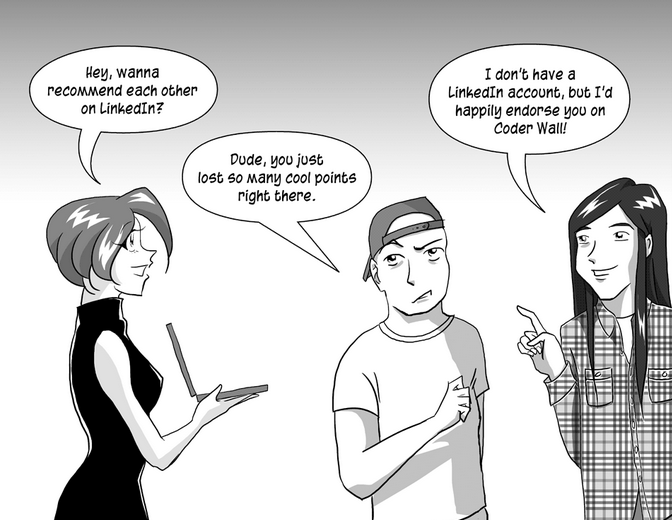 Hey, wanna
recommend each other
on LinkedIn?
Dude, you just
lost so many cool points
right there.
I don't have a
LinkedIn account, but I'd
happily endorse you on
Coder Wall!